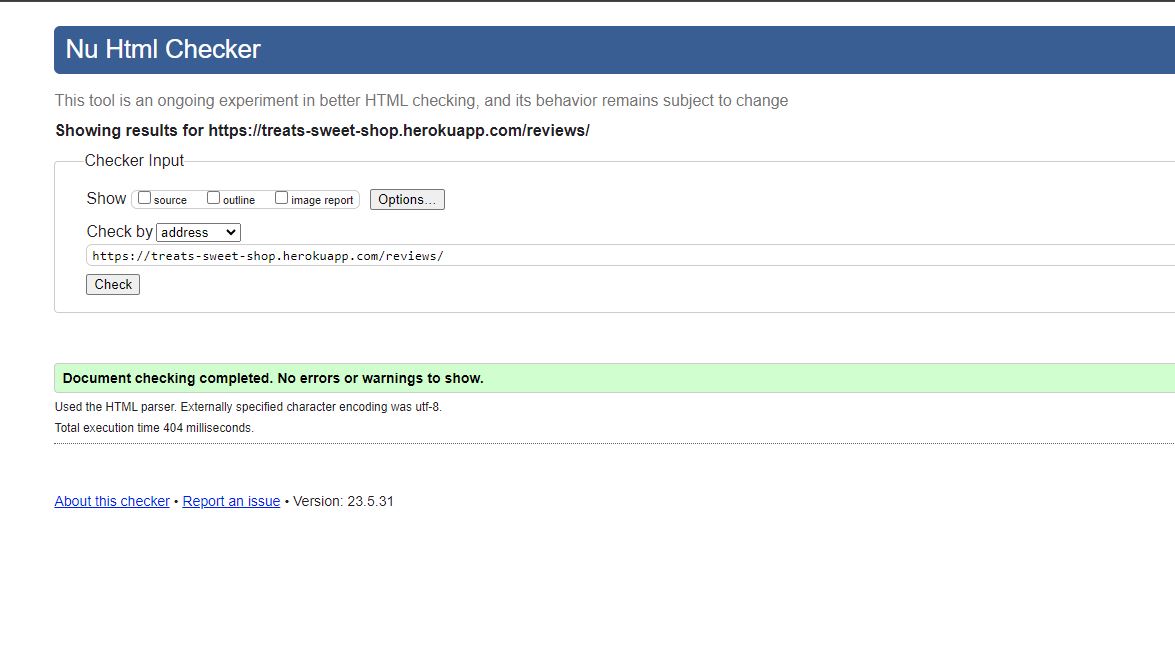 Nu Html Checker
This tool is an ongoing experiment in better HTML checking, and its behavior remains subject to change
Showing results for https://treats-sweet-shop.herokuapp.com/reviews/
Checker Input
Show source outline image report Options...
Check by address
https://treats-sweet-shop.herokuapp.com/reviews/
Check
Document checking completed. No errors or warnings to show.
Used the HTML parser. Externally specified character encoding was utf-8.
Total execution time 404 milliseconds.
About this checker • Report an issue • Version: 23.5.31